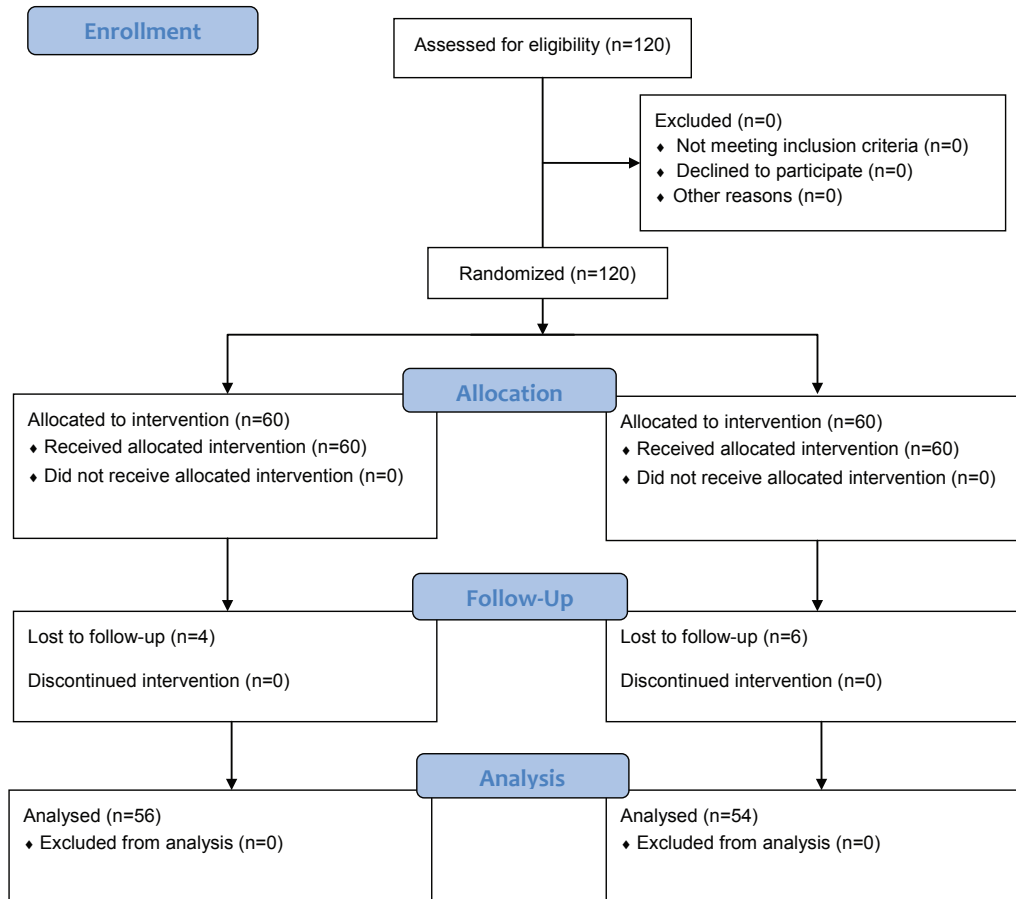 Enrollment
Assessed for eligibility (n=120)
Excluded (n=0)
♦ Not meeting inclusion criteria (n=0)
♦ Declined to participate (n=0)
♦ Other reasons (n=0)
Randomized (n=120)
Allocation
Allocated to intervention (n=60)
♦ Received allocated intervention (n=60)
♦ Did not receive allocated intervention (n=0)
Allocated to intervention (n=60)
♦ Received allocated intervention (n=60)
♦ Did not receive allocated intervention (n=0)
Follow-Up
Lost to follow-up (n=4)
Discontinued intervention (n=0)
Lost to follow-up (n=6)
Discontinued intervention (n=0)
Analysis
Analysed (n=56)
♦ Excluded from analysis (n=0)
Analysed (n=54)
♦ Excluded from analysis (n=0)